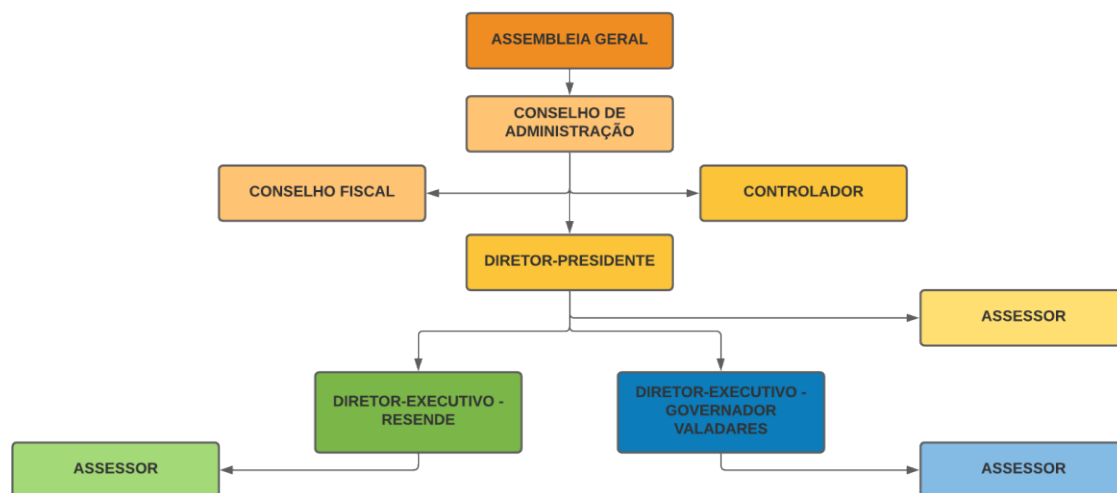 ASSEMBLEIA GERAL
CONSELHO DE
ADMINISTRAÇÃO
CONSELHO FISCAL
CONTROLADOR
DIRETOR-PRESIDENTE
ASSESSOR
DIRETOR-EXECUTIVO -
RESENDE
DIRETOR-EXECUTIVO -
GOVERNADOR
VALADARES
ASSESSOR
ASSESSOR